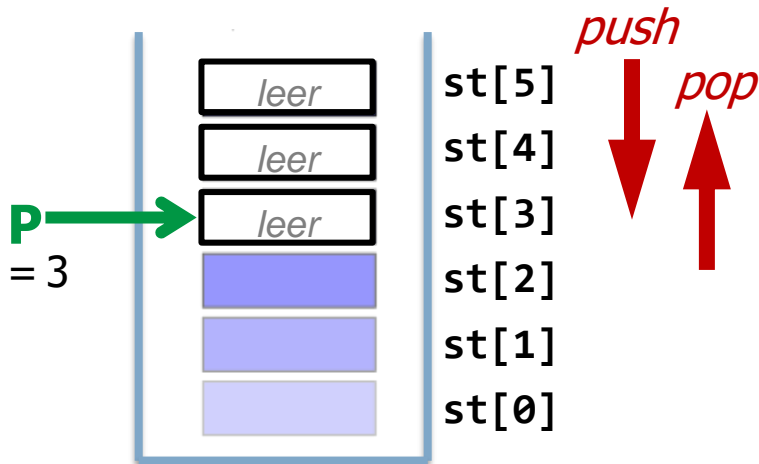 push
leer st[5] pop
leer st[4]
P leer st[3]
= 3 st[2]
st[1]
st[0]